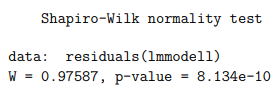 Shapiro-Wilk normality test
data: residuals(lmmodell)
W = 0.97587, p-value = 8.134e-10